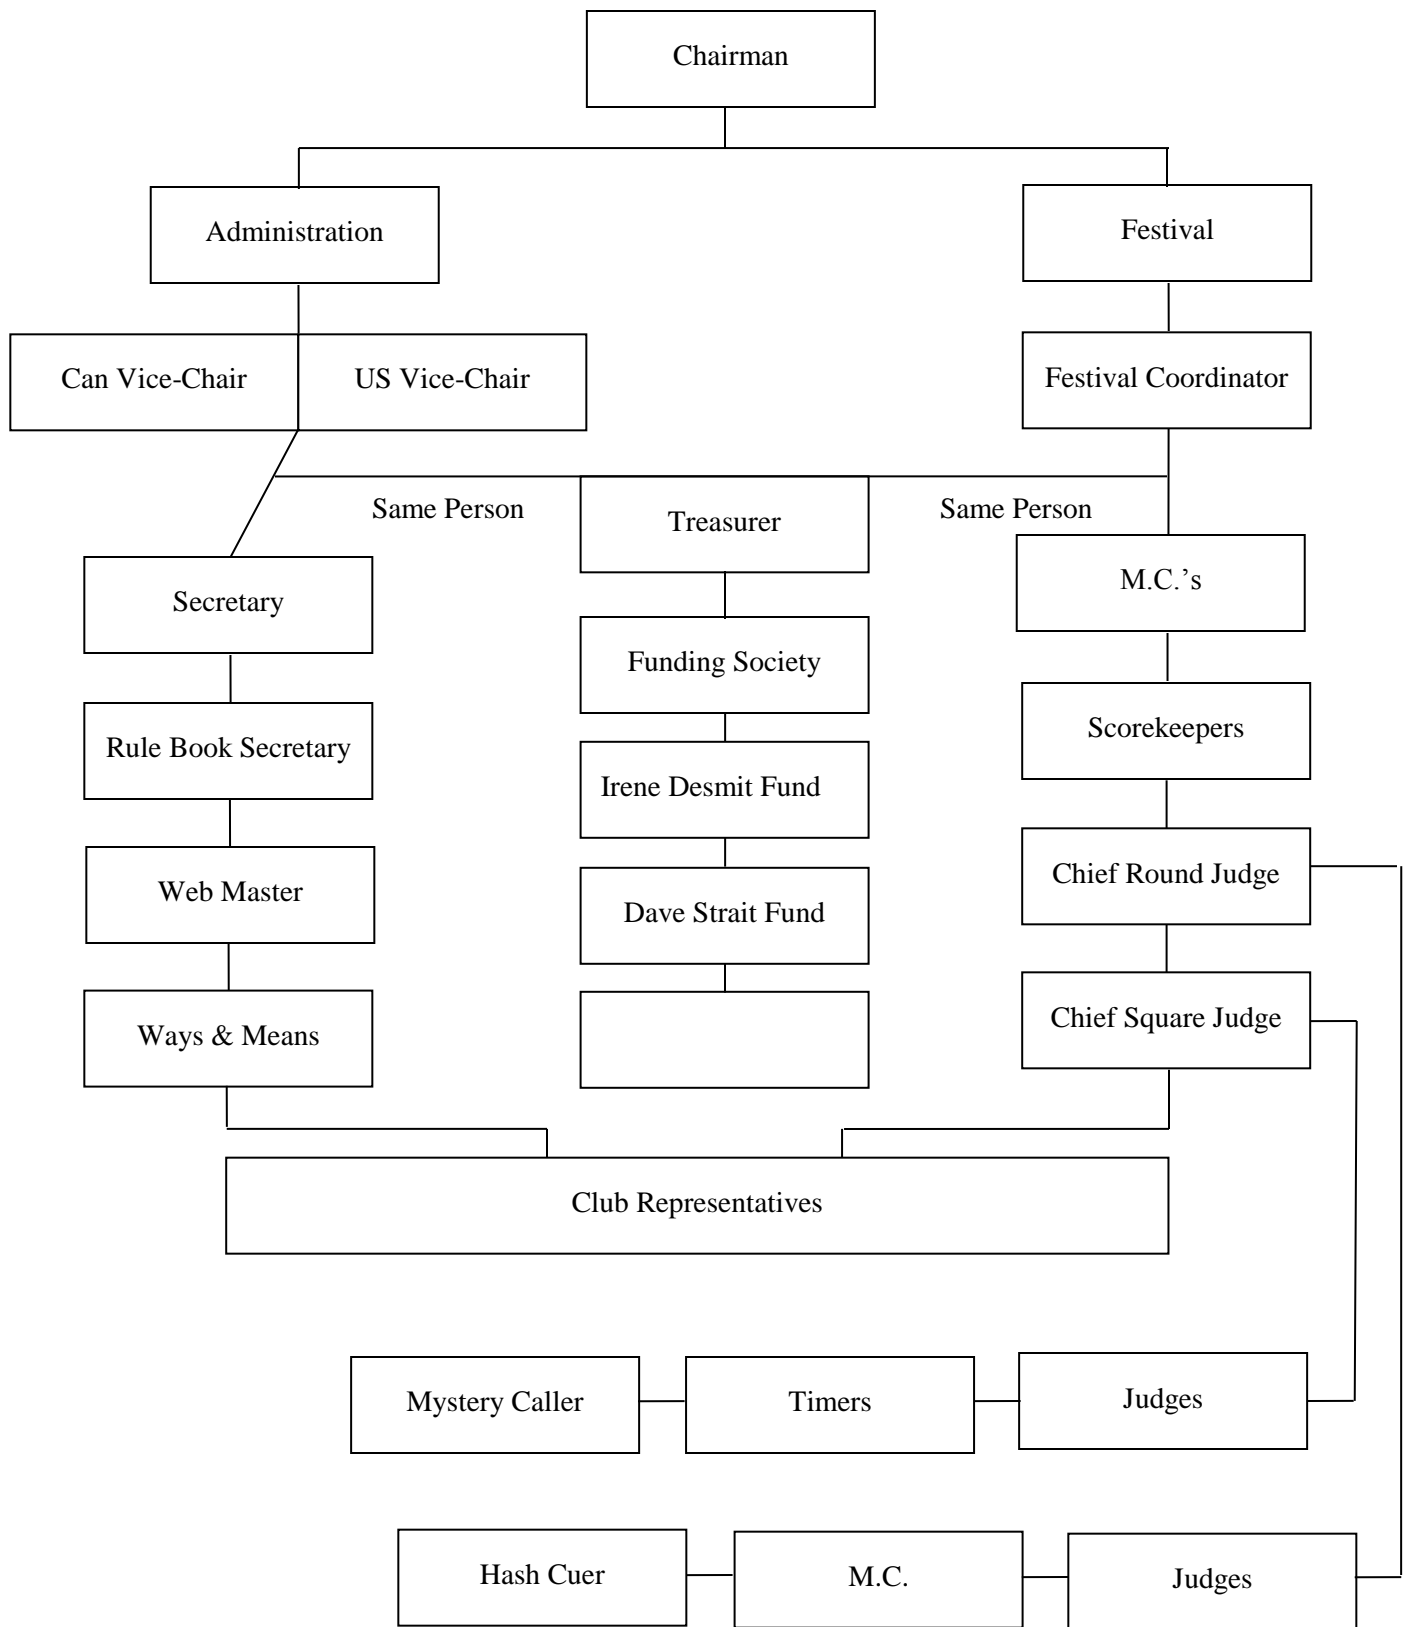 Chairman
Administration
Festival
Can Vice-Chair
US Vice-Chair
Festival Coordinator
Same Person
Treasurer
Same Person
Secretary
M.C.’s
Funding Society
Rule Book Secretary
Scorekeepers
Irene Desmit Fund
Web Master
Dave Strait Fund
Chief Round Judge
Ways & Means
Chief Square Judge
Club Representatives
Mystery Caller
Timers
Judges
Hash Cuer
M.C.
Judges